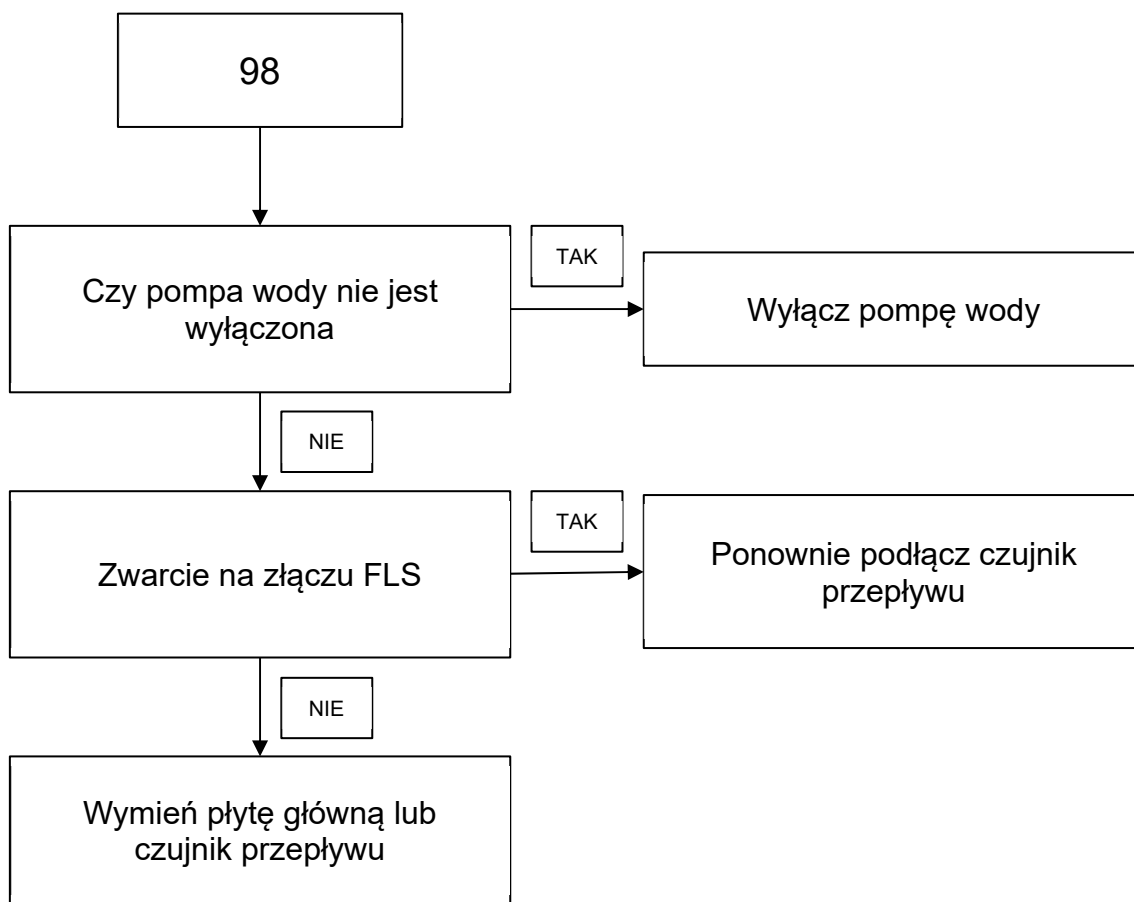 98
Czy pompa wody nie jest
wyłączona
TAK
Wyłącz pompę wody
NIE
Zwarcie na złączu FLS
TAK
Ponownie podłącz czujnik
przepływu
NIE
Wymień płytę główną lub
czujnik przepływu